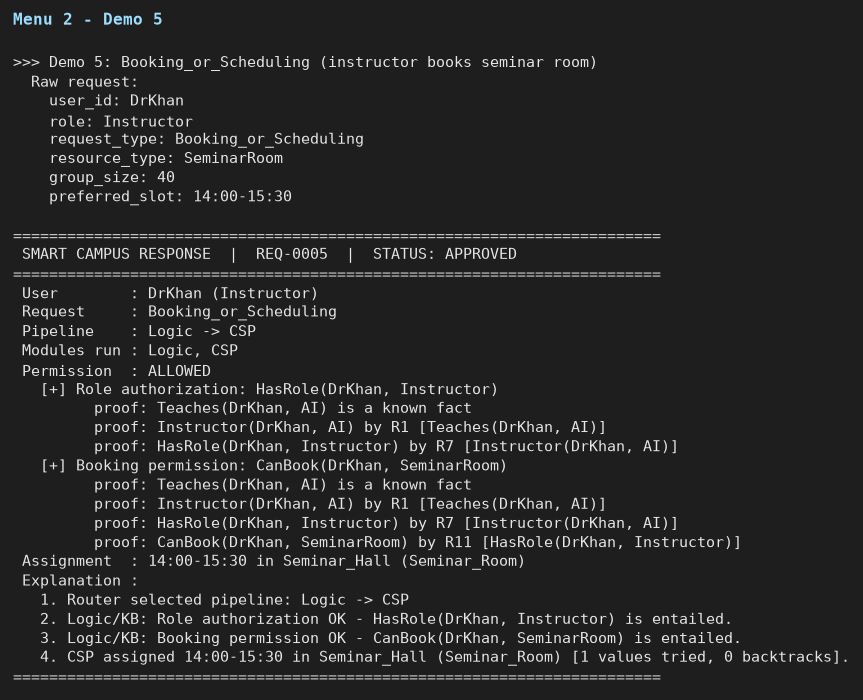 Menu 2 - Demo 5
>>> Demo 5: Booking_or_Scheduling (instructor books seminar room)
  Raw request:
    user_id: DrKhan
    role: Instructor
    request_type: Booking_or_Scheduling
    resource_type: SeminarRoom
    group_size: 40
    preferred_slot: 14:00-15:30
========================================================================
 SMART CAMPUS RESPONSE  |  REQ-0005  |  STATUS: APPROVED
========================================================================
 User        : DrKhan (Instructor)
 Request     : Booking_or_Scheduling
 Pipeline    : Logic -> CSP
 Modules run : Logic, CSP
 Permission  : ALLOWED
   [+] Role authorization: HasRole(DrKhan, Instructor)
         proof: Teaches(DrKhan, AI) is a known fact
         proof: Instructor(DrKhan, AI) by R1 [Teaches(DrKhan, AI)]
         proof: HasRole(DrKhan, Instructor) by R7 [Instructor(DrKhan, AI)]
   [+] Booking permission: CanBook(DrKhan, SeminarRoom)
         proof: Teaches(DrKhan, AI) is a known fact
         proof: Instructor(DrKhan, AI) by R1 [Teaches(DrKhan, AI)]
         proof: HasRole(DrKhan, Instructor) by R7 [Instructor(DrKhan, AI)]
         proof: CanBook(DrKhan, SeminarRoom) by R11 [HasRole(DrKhan, Instructor)]
 Assignment  : 14:00-15:30 in Seminar_Hall (Seminar_Room)
 Explanation :
   1. Router selected pipeline: Logic -> CSP
   2. Logic/KB: Role authorization OK - HasRole(DrKhan, Instructor) is entailed.
   3. Logic/KB: Booking permission OK - CanBook(DrKhan, SeminarRoom) is entailed.
   4. CSP assigned 14:00-15:30 in Seminar_Hall (Seminar_Room) [1 values tried, 0 backtracks].
========================================================================